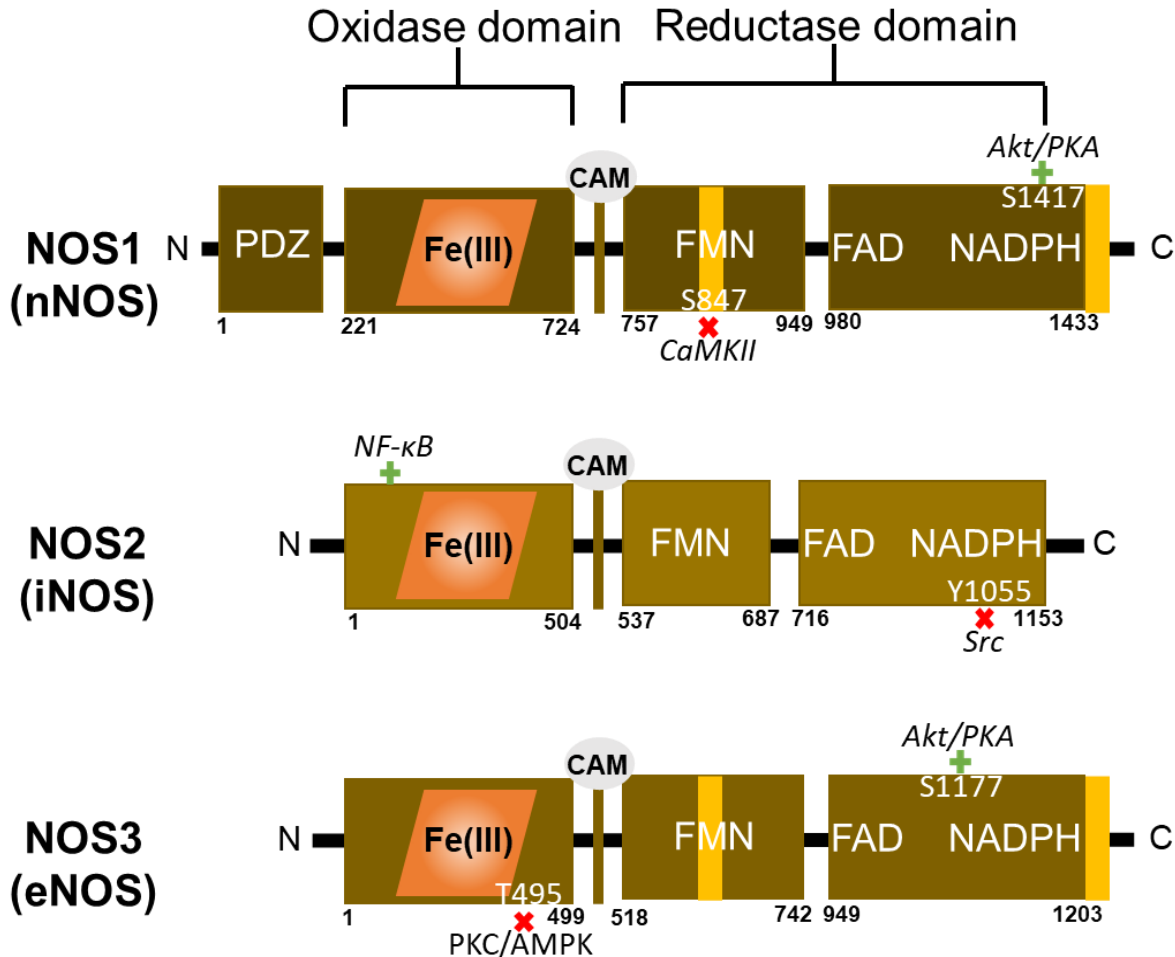 Oxidase domain
Reductase domain
NOS1
(nNOS)
N
PDZ
Fe(III)
CAM
FMN
S847
FAD
NADPH
Akt/PKA
S1417
C
1
221
724
757
949
980
1433
CaMKII
NOS2
(iNOS)
N
NF-κB
Fe(III)
CAM
FMN
FAD
NADPH
Y1055
C
1
504
537
687
716
1153
Src
NOS3
(eNOS)
N
Fe(III)
T495
CAM
FMN
FAD
NADPH
Akt/PKA
S1177
C
1
499
518
742
949
1203
PKC/AMPK